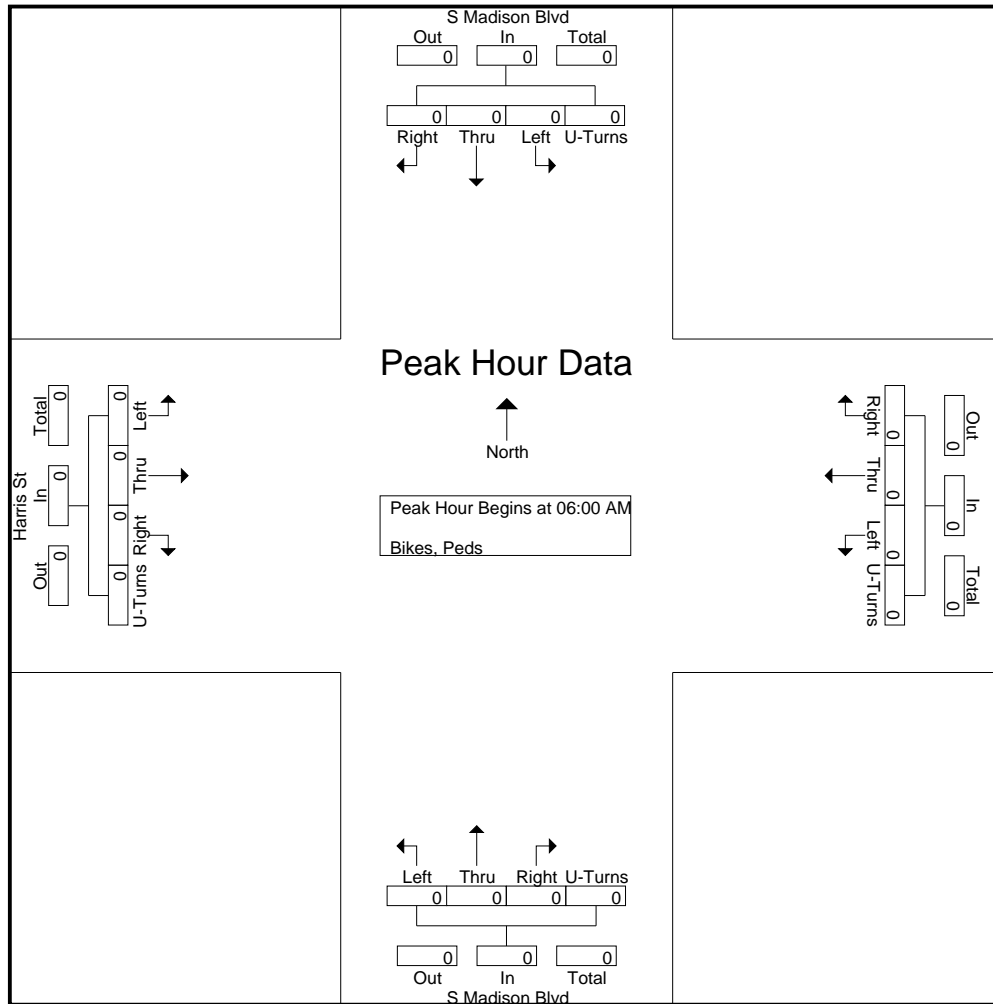 S Madison Blvd
Out In Total
0 0 0
0 0 0 0
Right Thru Left U-Turns
Peak Hour Data
North
Peak Hour Begins at 06:00 AM
Bikes, Peds
Harris St
Total In Out
0 0 0
0 0 0 0
Left Thru Right U-Turns
Right Thru Left U-Turns
0 0 0 0
0 0 0
Out In Total
Left Thru Right U-Turns
0 0 0 0
0 0 0
Out In Total
S Madison Blvd